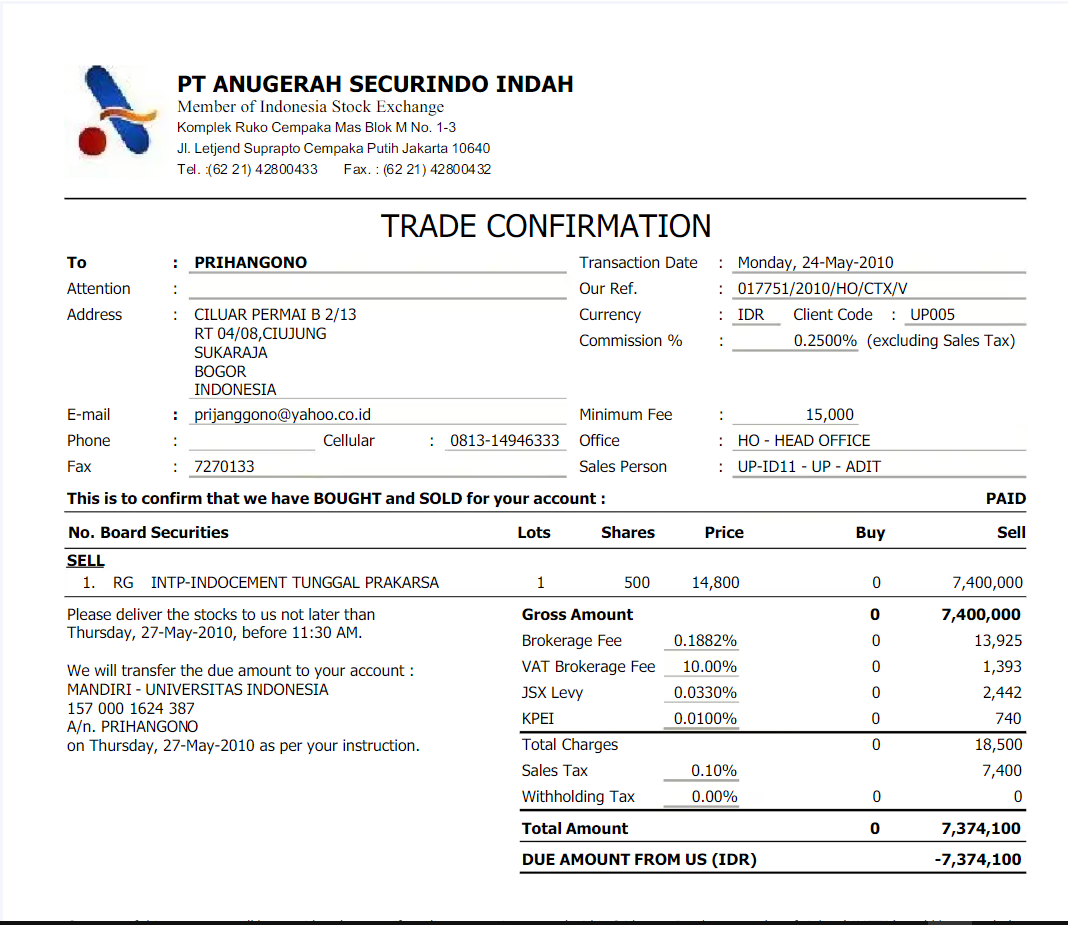 PT ANUGERAH SECURINDO INDAH
Member of Indonesia Stock Exchange
Komplek Ruko Cempaka Mas Blok M No. 1-3
Jl. Letjend Suprapto Cempaka Putih Jakarta 10640
Tel. :(62 21) 42800433 Fax. : (62 21) 42800432
TRADE CONFIRMATION
To : PRIHANGONO Transaction Date : Monday, 24-May-2010
Attention : Our Ref. : 017751/2010/HO/CTX/V
Address : CILUAR PERMAI B 2/13 Currency : IDR Client Code : UP005
RT 04/08,CIUJUNG Commission % : 0.2500% (excluding Sales Tax)
SUKARAJA
BOGOR
INDONESIA
E-mail : prijanggono@yahoo.co.id Minimum Fee : 15,000
Phone : Cellular : 0813-14946333 Office : HO - HEAD OFFICE
Fax : 7270133 Sales Person : UP-ID11 - UP - ADIT
This is to confirm that we have BOUGHT and SOLD for your account : PAID
No. Board Securities Lots Shares Price Buy Sell
SELL
1. RG INTP-INDOCEMENT TUNGGAL PRAKARSA 1 500 14,800 0 7,400,000
Please deliver the stocks to us not later than
Thursday, 27-May-2010, before 11:30 AM.
We will transfer the due amount to your account :
MANDIRI - UNIVERSITAS INDONESIA
157 000 1624 387
A/n. PRIHANGONO
on Thursday, 27-May-2010 as per your instruction.
Gross Amount 0 7,400,000
Brokerage Fee 0.1882% 0 13,925
VAT Brokerage Fee 10.00% 0 1,393
JSX Levy 0.0330% 0 2,442
KPEI 0.0100% 0 740
Total Charges 0 18,500
Sales Tax 0.10% 7,400
Withholding Tax 0.00% 0 0
Total Amount 0 7,374,100
DUE AMOUNT FROM US (IDR) -7,374,100